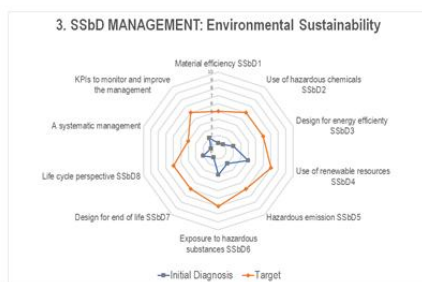 3. SSbD MANAGEMENT: Environmental Sustainability
Material efficiency SSbD1
10
KPIs to monitor and improve
the management
Use of hazardous chemicals
SSbD2
A systematic management
Design for energy efficienty
SSbD3
Life cycle perspective SSbD8
Use of renewable resources
SSbD4
Design for end of life SSbD7
Hazardous emission SSbD5
Exposure to hazardous
substances SSbD6
Initial Diagnosis
Target